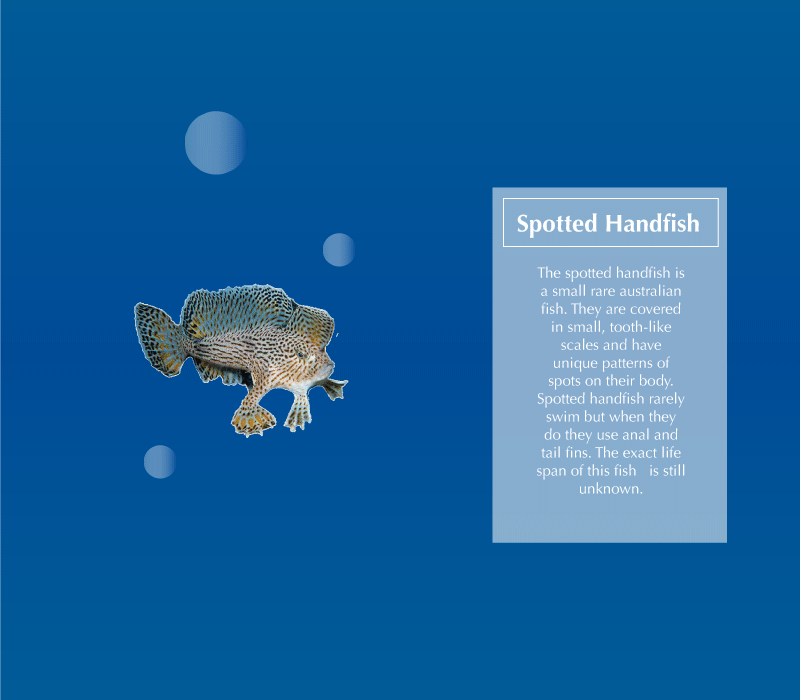 Spotted Handfish
The spotted handfish is
a small rare australian
fish. They are covered
in small, tooth-like
scales and have
unique patterns of
spots on their body.
Spotted handfish rarely
swim but when they
do they use anal and
tail fins. The exact life
span of this fish   is still
unknown.